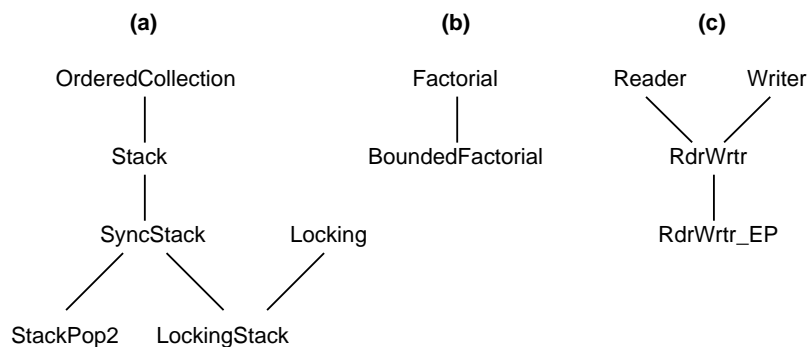 (a) (b) (c)
OrderedCollection Factorial Reader Writer
Stack BoundedFactorial RdrWrtr
SyncStack Locking RdrWrtr_EP
StackPop2 LockingStack